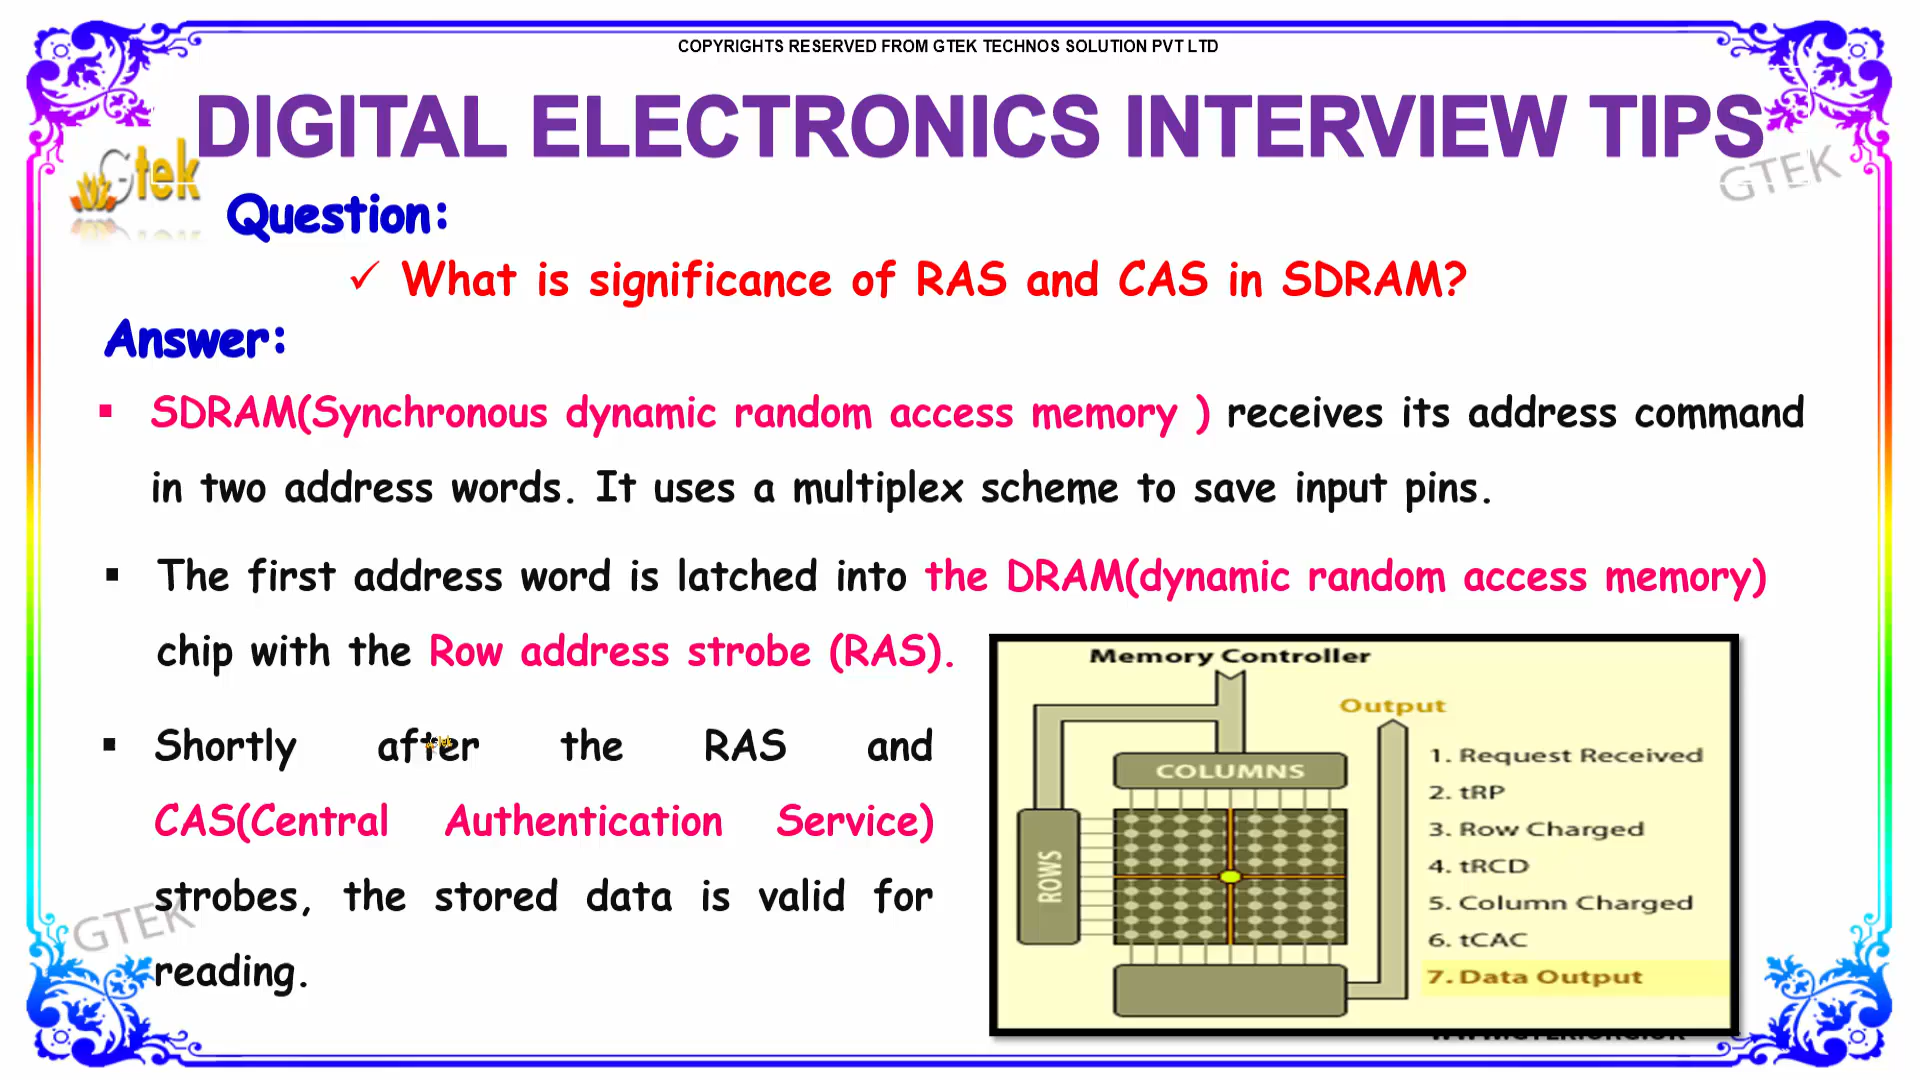 COPYRIGHTS RESERVED FROM GTEK TECHNOS SOLUTION PVT LTD
DIGITAL ELECTRONICS INTERVIEW TIPS
Gtek
GTEK
Question:
✓ What is significance of RAS and CAS in SDRAM?
Answer:
▪ SDRAM(Synchronous dynamic random access memory ) receives its address command
in two address words. It uses a multiplex scheme to save input pins.
▪ The first address word is latched into the DRAM(dynamic random access memory)
chip with the Row address strobe (RAS).
▪ Shortly after the RAS and
CAS(Central Authentication Service)
strobes, the stored data is valid for
reading.
GTEK
Memory Controller
Output
COLUMNS
ROWS
1. Request Received
2. tRP
3. Row Charged
4. tRCD
5. Column Charged
6. tCAC
7. Data Output